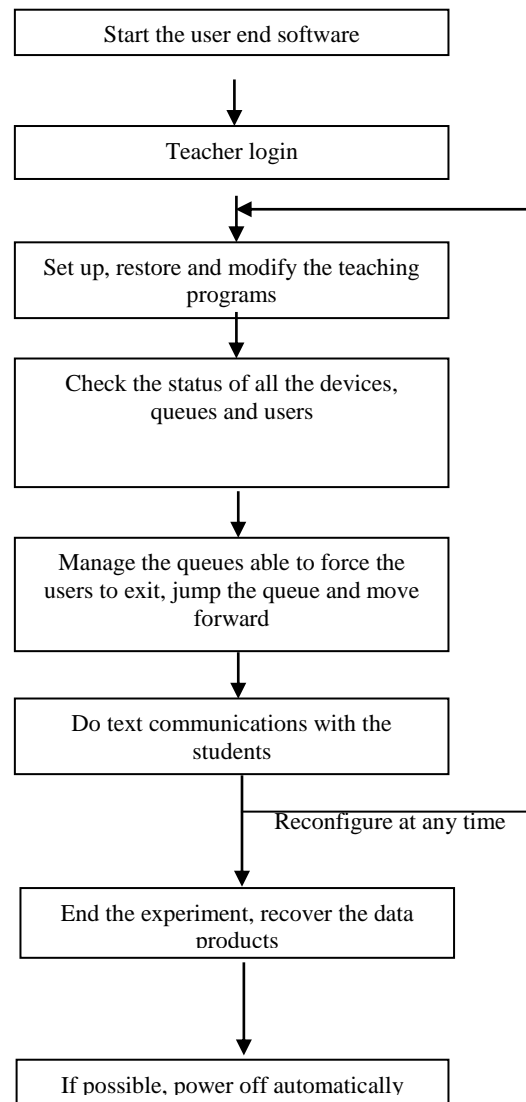 Start the user end software
Teacher login
Set up, restore and modify the teaching
programs
Check the status of all the devices,
queues and users
Manage the queues able to force the
users to exit, jump the queue and move
forward
Do text communications with the
students
Reconfigure at any time
End the experiment, recover the data
products
If possible, power off automatically